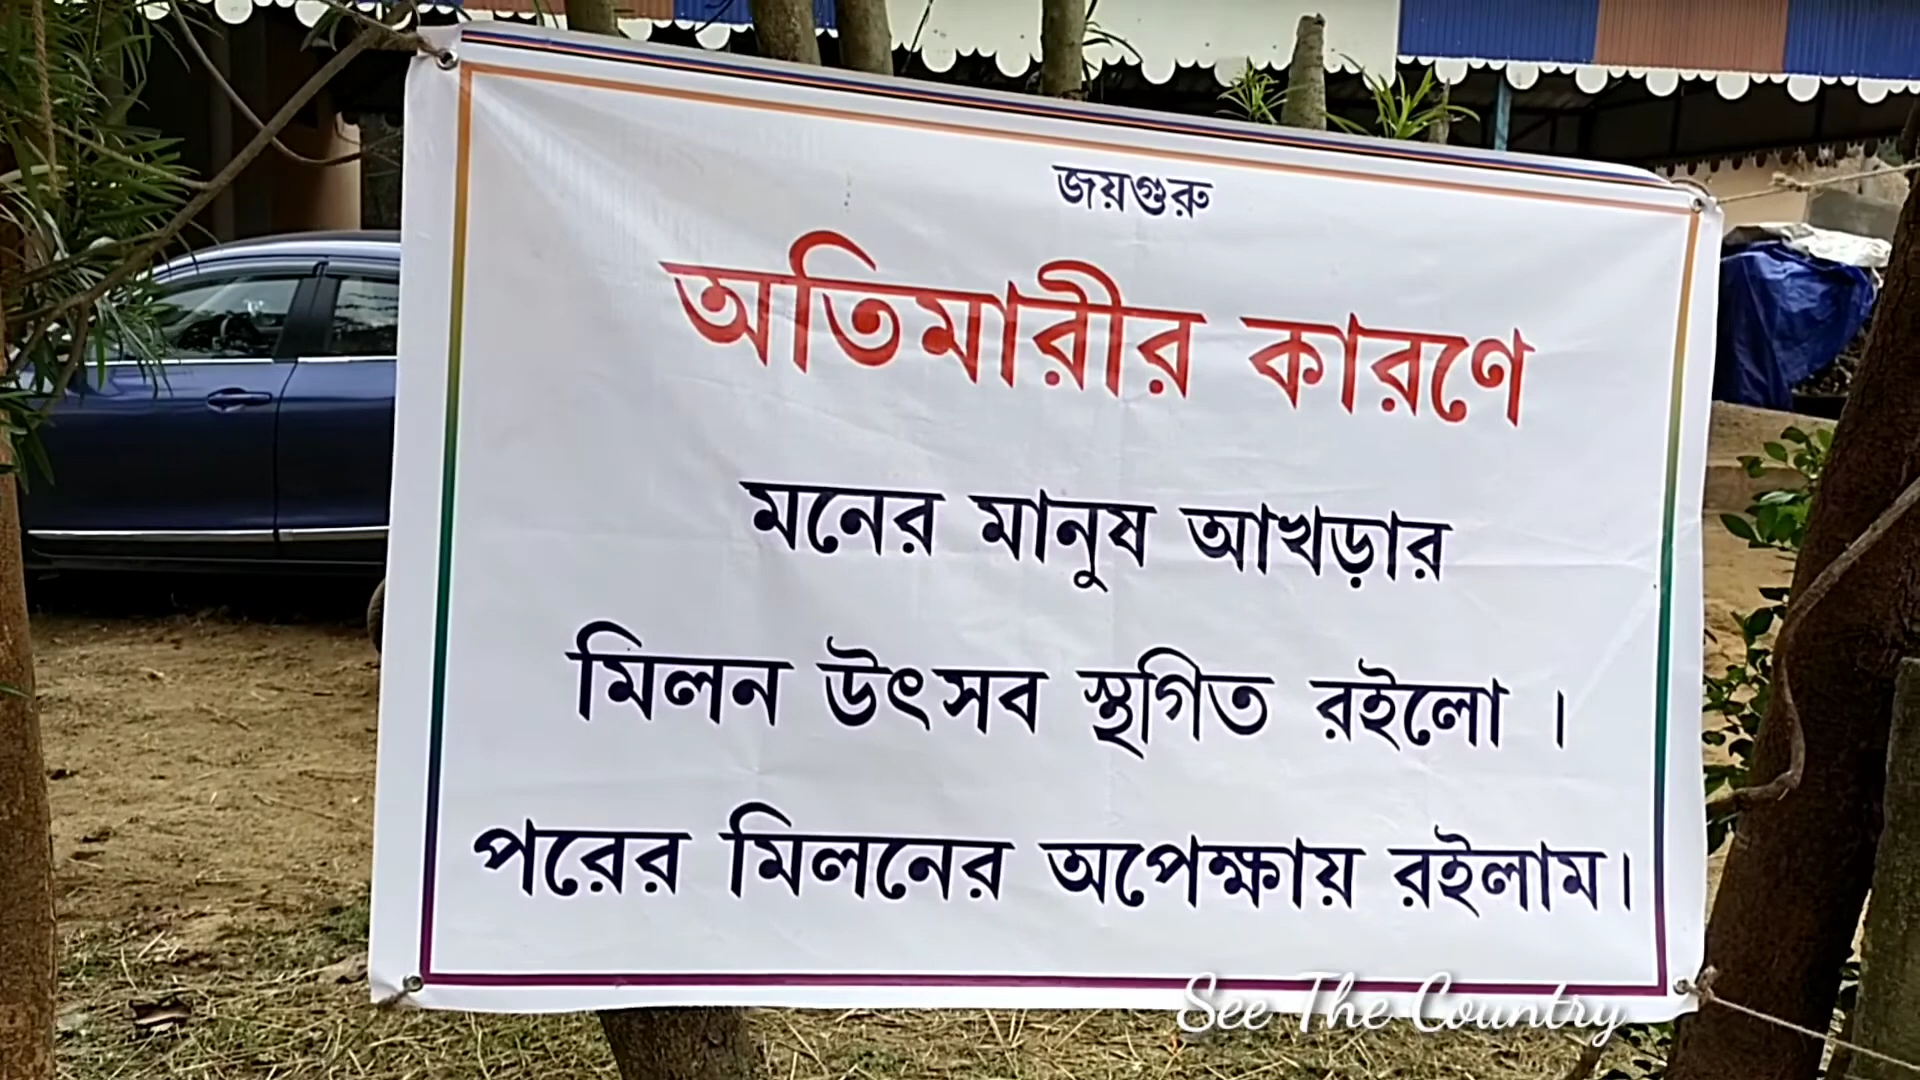 জয়গুরু
অতিমারীর কারণে
মনের মানুষ আখড়ার
মিলন উৎসব স্থগিত রইলো ।
পরের মিলনের অপেক্ষায় রইলাম।
See The Country